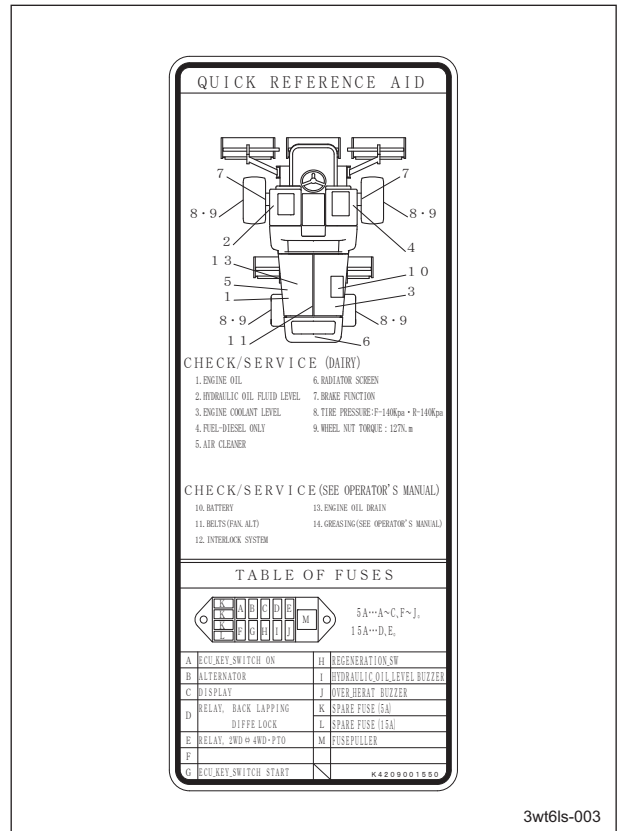 QUICK REFERENCE AID
7 7
8・9 8・9
2 4
13
5 10
1 3
8・9 8・9
11 6
CHECK/SERVICE (DAIRY)
1. ENGINE OIL 6. RADIATOR SCREEN
2. HYDRAULIC OIL FLUID LEVEL 7. BRAKE FUNCTION
3. ENGINE COOLANT LEVEL 8. TIRE PRESSURE:F-140Kpa・R-140Kpa
4. FUEL-DIESEL ONLY 9. WHEEL NUT TORQUE : 127N.m
5. AIR CLEANER
CHECK/SERVICE(SEE OPERATOR'S MANUAL)
10. BATTERY 13. ENGINE OIL DRAIN
11. BELTS(FAN. ALT) 14. GREASING(SEE OPERATOR'S MANUAL)
12. INTERLOCK SYSTEM
TABLE OF FUSES
K
K A B C D E
K M
L F G H I J
5A…A~C,F~J。
15A…D,E。
A ECU_KEY_SWITCH ON H REGENERATION_SW
B ALTERNATOR I HYDRAULIC_OIL_LEVEL BUZZER
C DISPLAY J OVER_HERAT BUZZER
D RELAY, BACK LAPPING K SPARE FUSE (5A)
DIFFE LOCK L SPARE FUSE (15A)
E RELAY, 2WD⇔4WD・PTO M FUSEPULLER
F
G ECU_KEY_SWITCH START K4209001550
3wt6ls-003